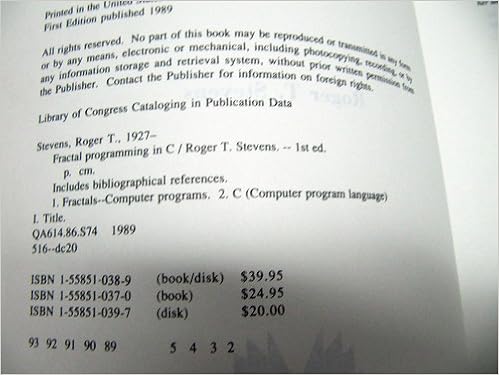 Printed in the United States
First Edition published 1989
All rights reserved. No part of this book may be reproduced or transmitted in any form
or by any means, electronic or mechanical, including photocopying, recording, or by
any information storage and retrieval system, without prior written permission from
the Publisher. Contact the Publisher for information on foreign rights.
Library of Congress Cataloging in Publication Data
Stevens, Roger T., 1927–
Fractal programming in C / Roger T. Stevens. -- 1st ed.
p. cm.
Includes bibliographical references.
1. Fractals--Computer programs. 2. C (Computer program language)
I. Title.
QA614.86.S74 1989
516--dc20
ISBN 1-55851-038-9 (book/disk) $39.95
ISBN 1-55851-037-0 (book) $24.95
ISBN 1-55851-039-7 (disk) $20.00
93 92 91 90 89 5 4 3 2